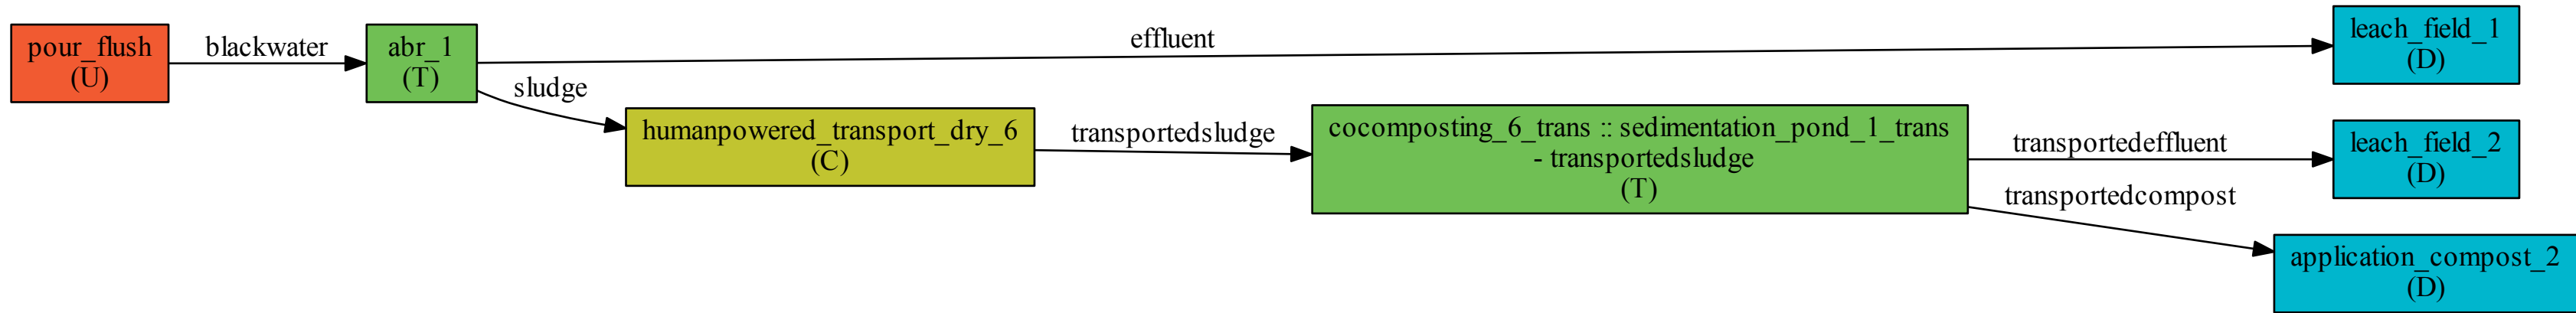 pour_flush
(U)
blackwater
abr_1
(T)
effluent
leach_field_1
(D)
sludge
humanpowered_transport_dry_6
(C)
transportedsludge
cocomposting_6_trans :: sedimentation_pond_1_trans
- transportedsludge
(T)
transportedeffluent
leach_field_2
(D)
transportedcompost
application_compost_2
(D)